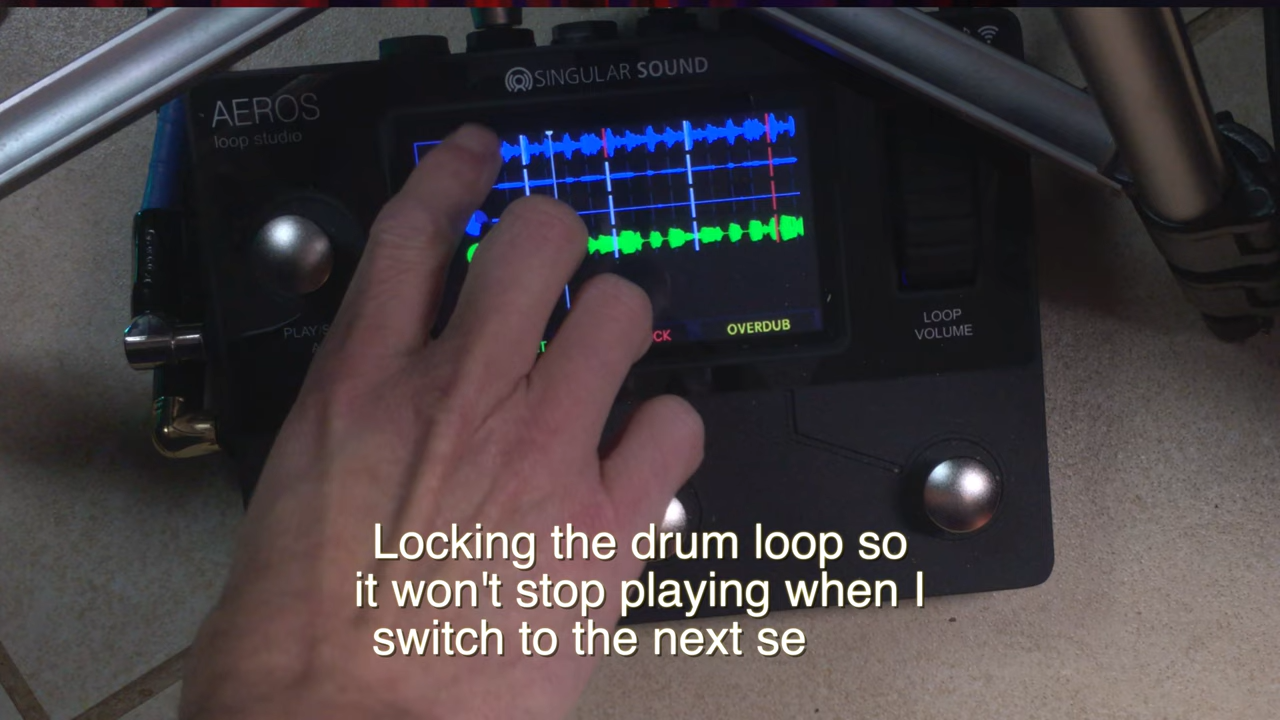 SINGULAR SOUND
AEROS
loop studio
OVERDUB
LOOP
VOLUME
Locking the drum loop so
it won't stop playing when I
switch to the next se